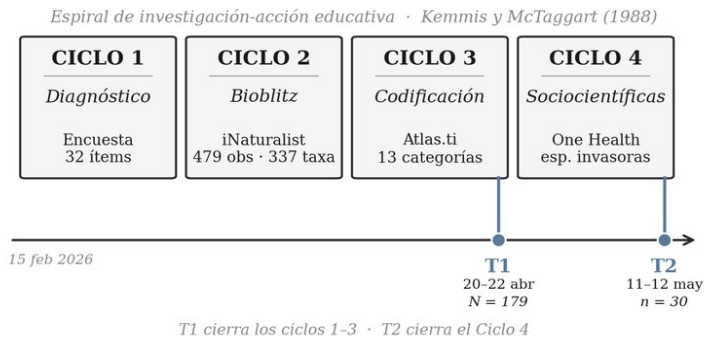 Espiral de investigación-acción educativa · Kemmis y McTaggart (1988)
CICLO 1
Diagnóstico
Encuesta
32 ítems
CICLO 2
Bioblitz
iNaturalist
479 obs · 337 taxa
CICLO 3
Codificación
Atlas.ti
13 categorías
CICLO 4
Sociocientíficas
One Health
esp. invasoras
15 feb 2026
T1
20–22 abr
N = 179
T2
11–12 may
n = 30
T1 cierra los ciclos 1–3 · T2 cierra el Ciclo 4